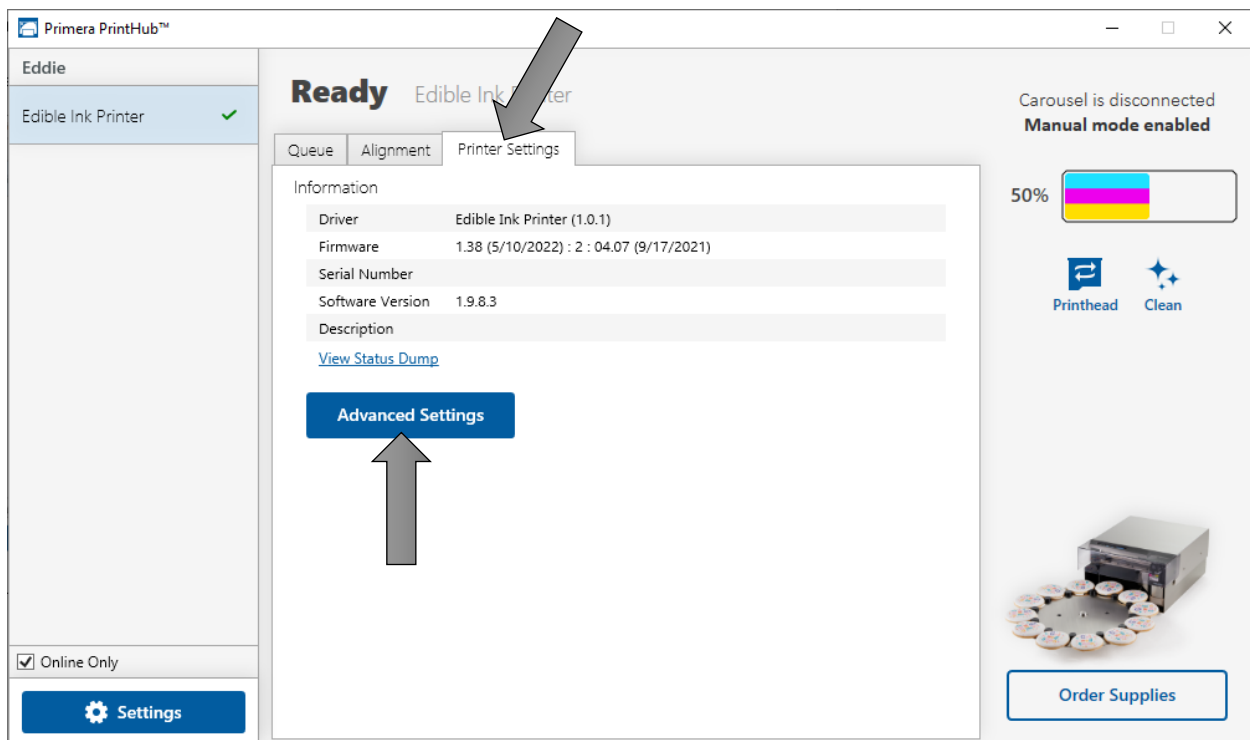 Primera PrintHub™
Eddie
Edible Ink Printer
Online Only
Settings
Ready Edible Ink
Queue Alignment Printer Settings
Information
Driver Edible Ink Printer (1.0.1)
Firmware 1.38 (5/10/2022) : 2 : 04.07 (9/17/2021)
Serial Number
Software Version 1.9.8.3
Description
View Status Dump
Advanced Settings
Carousel is disconnected
Manual mode enabled
50%
Printhead Clean
Order Supplies